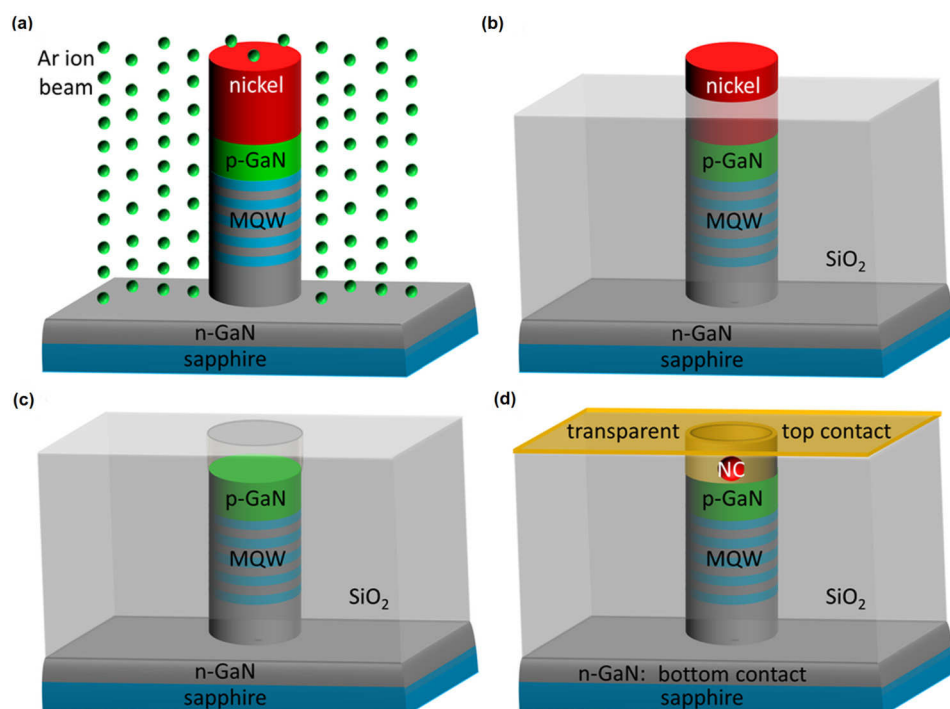 (a)
Ar ion
beam
nickel
p-GaN
MQW
n-GaN
sapphire
(b)
nickel
p-GaN
MQW
SiO₂
n-GaN
sapphire
(c)
p-GaN
MQW
SiO₂
n-GaN
sapphire
(d)
transparent top contact
NC
p-GaN
MQW
SiO₂
n-GaN: bottom contact
sapphire